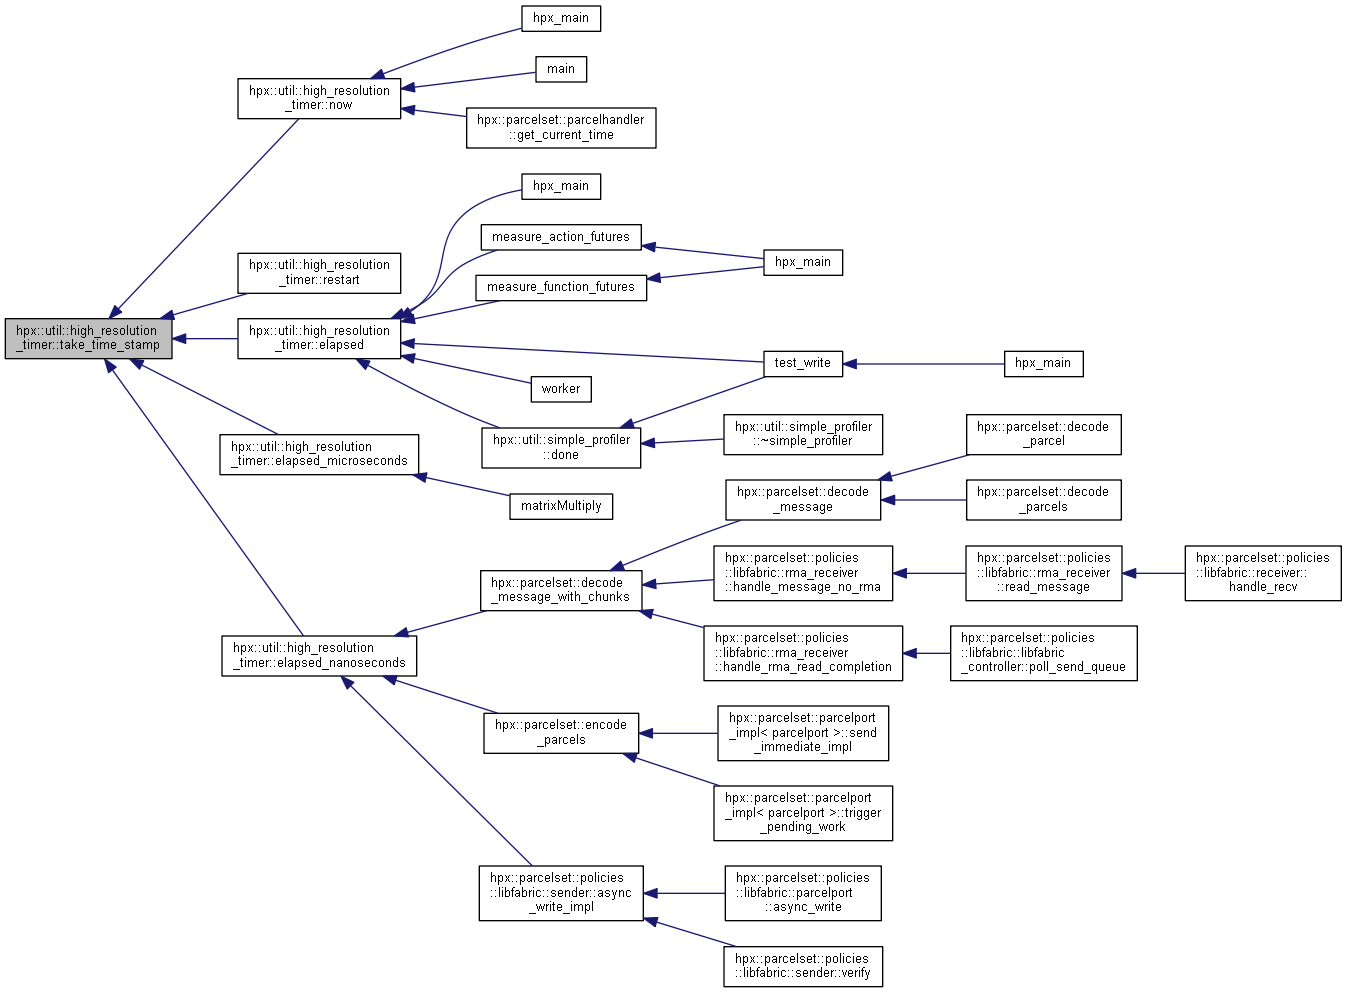 hpx_main
hpx::util::high_resolution
_timer::now
main
hpx::parcelset::parcelhandler
::get_current_time
hpx_main
measure_action_futures
hpx::util::high_resolution
_timer::restart
hpx_main
measure_function_futures
hpx::util::high_resolution
_timer::take_time_stamp
hpx::util::high_resolution
_timer::elapsed
test_write
hpx_main
worker
hpx::util::simple_profiler
::done
hpx::util::simple_profiler
::~simple_profiler
hpx::parcelset::decode
_parcel
hpx::util::high_resolution
_timer::elapsed_microseconds
matrixMultiply
hpx::parcelset::decode
_message
hpx::parcelset::decode
_parcels
hpx::parcelset::decode
_message_with_chunks
hpx::parcelset::policies
::libfabric::rma_receiver
::handle_message_no_rma
hpx::parcelset::policies
::libfabric::rma_receiver
::read_message
hpx::parcelset::policies
::libfabric::receiver::
handle_recv
hpx::util::high_resolution
_timer::elapsed_nanoseconds
hpx::parcelset::policies
::libfabric::rma_receiver
::handle_rma_read_completion
hpx::parcelset::policies
::libfabric::libfabric
_controller::poll_send_queue
hpx::parcelset::encode
_parcels
hpx::parcelset::parcelport
_impl< parcelport >::send
_immediate_impl
hpx::parcelset::parcelport
_impl< parcelport >::trigger
_pending_work
hpx::parcelset::policies
::libfabric::sender::async
_write_impl
hpx::parcelset::policies
::libfabric::parcelport
::async_write
hpx::parcelset::policies
::libfabric::sender::verify